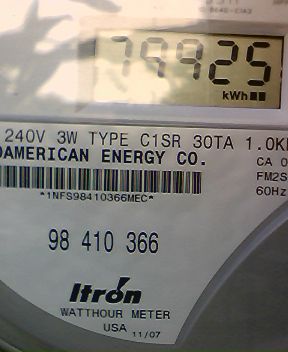 79925
kWh
240V 3W TYPE C1SR 30TA 1.0
AMERICAN ENERGY CO.
CA
FM2S
60Hz
*1NFS98410366MEC*
98 410 366
Itron
WATTHOUR METER
USA 11/07